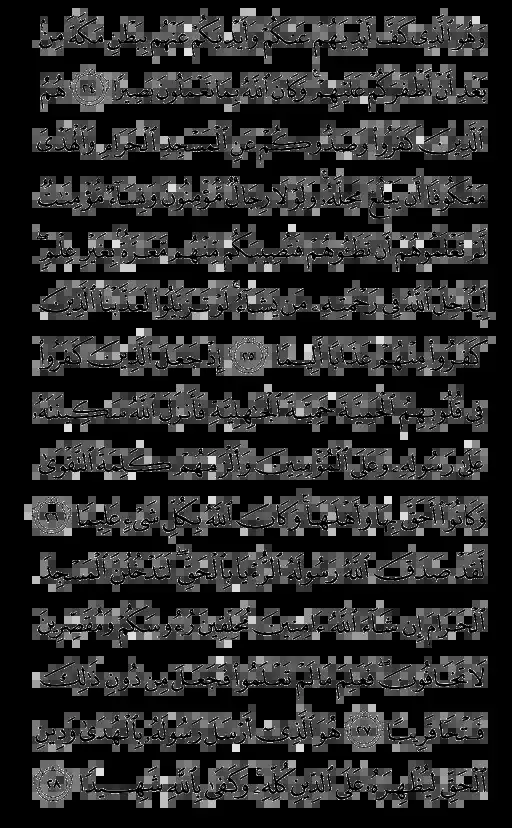 وَهُوَ ٱلَّذِى كَفَّ أَيْدِيَهُمْ عَنكُمْ وَأَيْدِيَكُمْ عَنْهُم بِبَطْنِ مَكَّةَ مِنۢ
بَعْدِ أَنْ أَظْفَرَكُمْ عَلَيْهِمْ ۚ وَكَانَ ٱللَّهُ بِمَا تَعْمَلُونَ بَصِيرًا ﴿٢٤﴾ هُمُ
ٱلَّذِينَ كَفَرُوا۟ وَصَدُّوكُمْ عَنِ ٱلْمَسْجِدِ ٱلْحَرَامِ وَٱلْهَدْىَ
مَعْكُوفًا أَن يَبْلُغَ مَحِلَّهُۥ ۚ وَلَوْلَا رِجَالٌ مُّؤْمِنُونَ وَنِسَآءٌ مُّؤْمِنَٰتٌ
لَّمْ تَعْلَمُوهُمْ أَن تَطَـُٔوهُمْ فَتُصِيبَكُم مِّنْهُم مَّعَرَّةٌۢ بِغَيْرِ عِلْمٍ ۖ
لِّيُدْخِلَ ٱللَّهُ فِى رَحْمَتِهِۦ مَن يَشَآءُ ۚ لَوْ تَزَيَّلُوا۟ لَعَذَّبْنَا ٱلَّذِينَ
كَفَرُوا۟ مِنْهُمْ عَذَابًا أَلِيمًا ﴿٢٥﴾ إِذْ جَعَلَ ٱلَّذِينَ كَفَرُوا۟
فِى قُلُوبِهِمُ ٱلْحَمِيَّةَ حَمِيَّةَ ٱلْجَٰهِلِيَّةِ فَأَنزَلَ ٱللَّهُ سَكِينَتَهُۥ
عَلَىٰ رَسُولِهِۦ وَعَلَى ٱلْمُؤْمِنِينَ وَأَلْزَمَهُمْ كَلِمَةَ ٱلتَّقْوَىٰ
وَكَانُوٓا۟ أَحَقَّ بِهَا وَأَهْلَهَا ۚ وَكَانَ ٱللَّهُ بِكُلِّ شَىْءٍ عَلِيمًا ﴿٢٦﴾
لَّقَدْ صَدَقَ ٱللَّهُ رَسُولَهُ ٱلرُّءْيَا بِٱلْحَقِّ ۖ لَتَدْخُلُنَّ ٱلْمَسْجِدَ
ٱلْحَرَامَ إِن شَآءَ ٱللَّهُ ءَامِنِينَ مُحَلِّقِينَ رُءُوسَكُمْ وَمُقَصِّرِينَ
لَا تَخَافُونَ ۖ فَعَلِمَ مَا لَمْ تَعْلَمُوا۟ فَجَعَلَ مِن دُونِ ذَٰلِكَ
فَتْحًا قَرِيبًا ﴿٢٧﴾ هُوَ ٱلَّذِىٓ أَرْسَلَ رَسُولَهُۥ بِٱلْهُدَىٰ وَدِينِ
ٱلْحَقِّ لِيُظْهِرَهُۥ عَلَى ٱلدِّينِ كُلِّهِۦ ۚ وَكَفَىٰ بِٱللَّهِ شَهِيدًا ﴿٢٨﴾